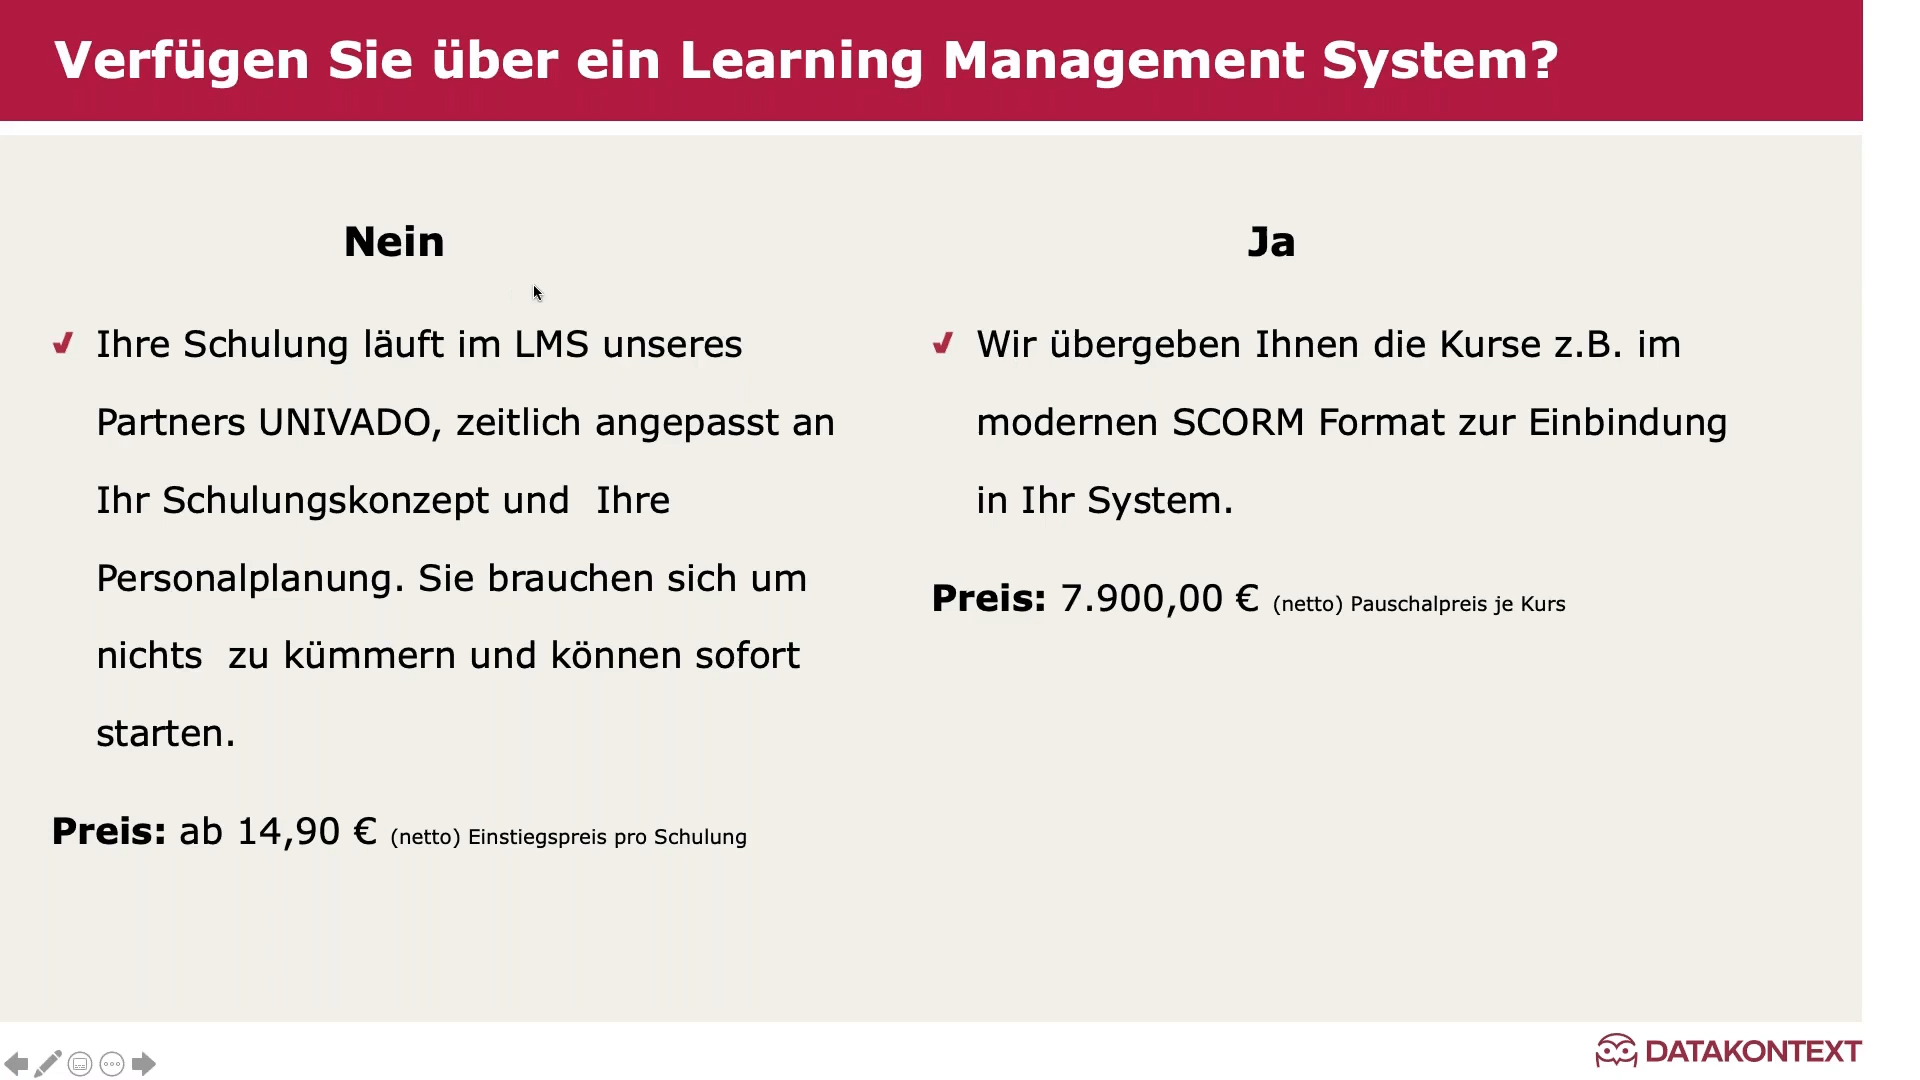 Verfügen Sie über ein Learning Management System?
Nein
Ihre Schulung läuft im LMS unseres
Partners UNIVADO, zeitlich angepasst an
Ihr Schulungskonzept und  Ihre
Personalplanung. Sie brauchen sich um
nichts  zu kümmern und können sofort
starten.
Preis: ab 14,90 € (netto) Einstiegspreis pro Schulung
Ja
Wir übergeben Ihnen die Kurse z.B. im
modernen SCORM Format zur Einbindung
in Ihr System.
Preis: 7.900,00 € (netto) Pauschalpreis je Kurs
DATAKONTEXT